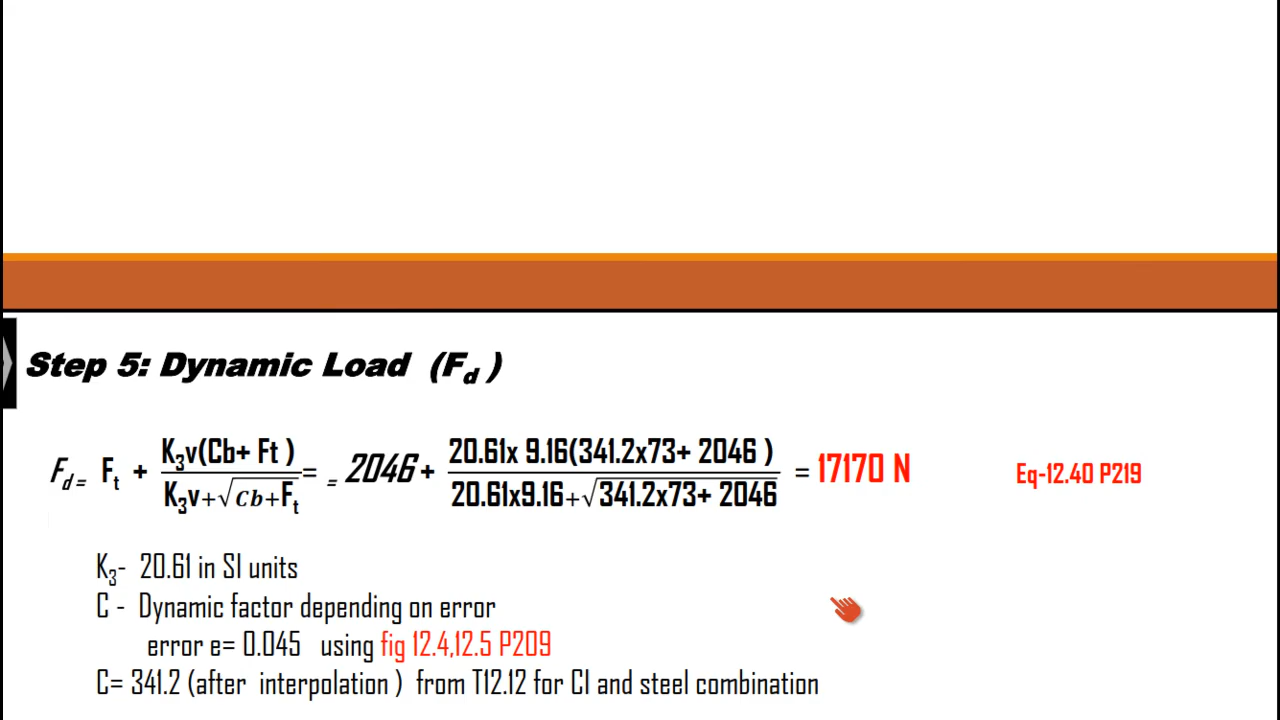 Step 5: Dynamic Load (Fd )
Fd = Ft + K3v(Cb+ Ft ) / K3v+√Cb+Ft = = 2046 + 20.61x 9.16(341.2x73+ 2046 ) / 20.61x9.16+√341.2x73+ 2046 = 17170 N Eq-12.40 P219
K3- 20.61 in SI units
C - Dynamic factor depending on error
error e= 0.045 using fig 12.4,12.5 P209
C= 341.2 (after interpolation ) from T12.12 for CI and steel combination